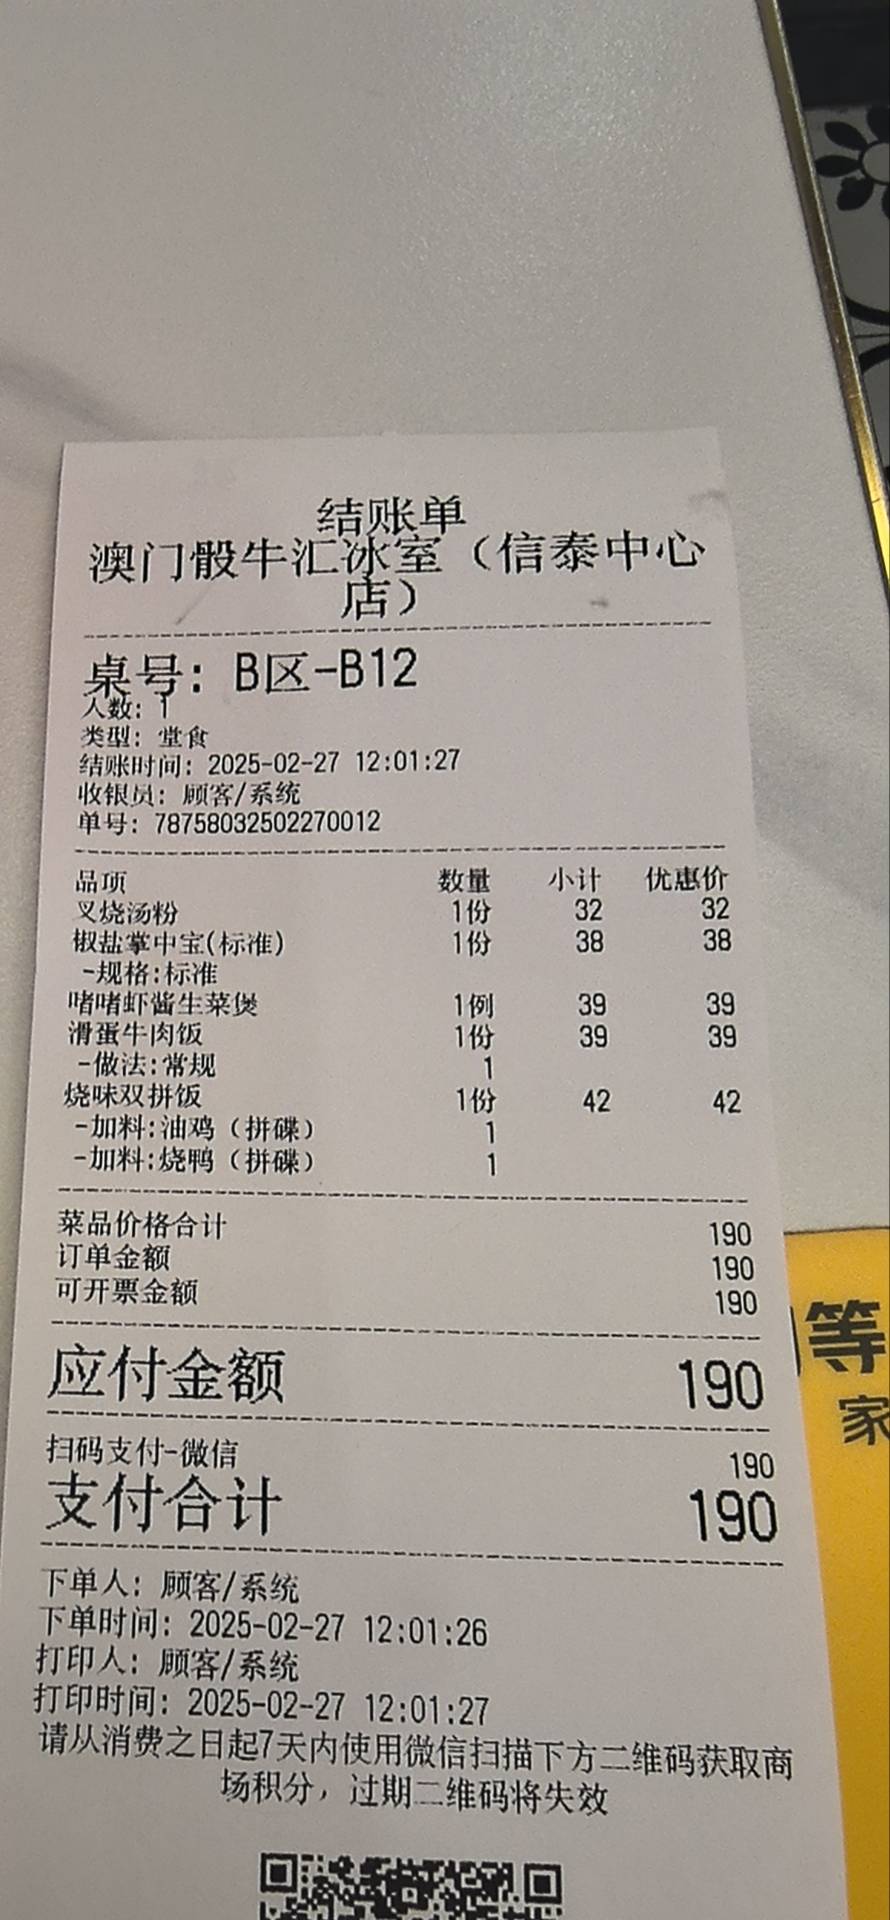 结账单
澳门骰牛汇冰室（信泰中心
店）
桌号: B区-B12
人数: 1
类型: 堂食
结账时间: 2025-02-27 12:01:27
收银员: 顾客/系统
单号: 78758032502270012
品项 数量 小计 优惠价
叉烧汤粉 1份 32 32
椒盐掌中宝(标准) 1份 38 38
-规格:标准
啫啫虾酱生菜煲 1例 39 39
滑蛋牛肉饭 1份 39 39
-做法:常规 1
烧味双拼饭 1份 42 42
-加料:油鸡（拼碟） 1
-加料:烧鸭（拼碟） 1
菜品价格合计 190
订单金额 190
可开票金额 190
应付金额 190
扫码支付-微信 190
支付合计 190
下单人: 顾客/系统
下单时间: 2025-02-27 12:01:26
打印人: 顾客/系统
打印时间: 2025-02-27 12:01:27
请从消费之日起7天内使用微信扫描下方二维码获取商
场积分，过期二维码将失效
等
家